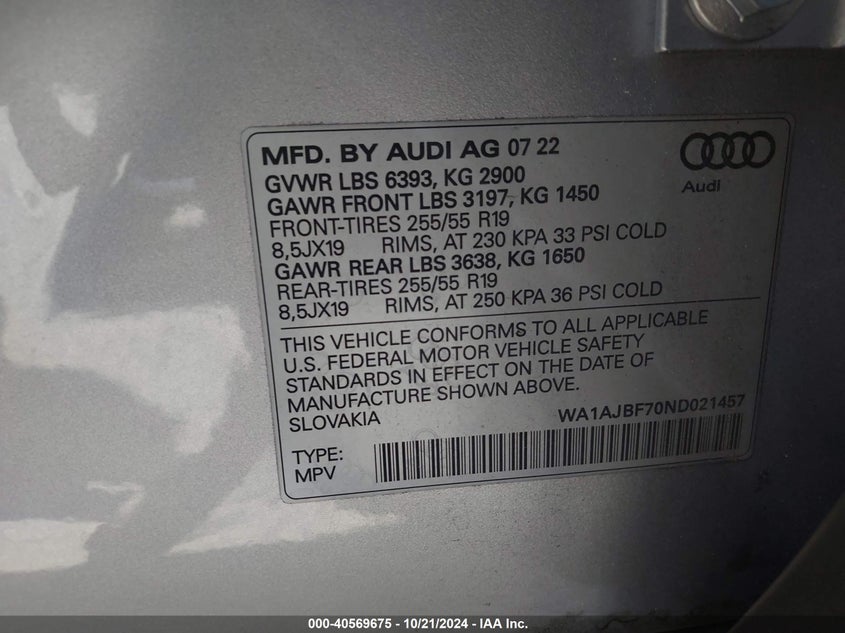 MFD. BY AUDI AG 07 22
GVWR LBS 6393, KG 2900
GAWR FRONT LBS 3197, KG 1450
FRONT-TIRES 255/55 R19
8,5JX19 RIMS, AT 230 KPA 33 PSI COLD
GAWR REAR LBS 3638, KG 1650
REAR-TIRES 255/55 R19
8,5JX19 RIMS, AT 250 KPA 36 PSI COLD
Audi
THIS VEHICLE CONFORMS TO ALL APPLICABLE
U.S. FEDERAL MOTOR VEHICLE SAFETY
STANDARDS IN EFFECT ON THE DATE OF
MANUFACTURE SHOWN ABOVE.
SLOVAKIA
WA1AJBF70ND021457
TYPE:
MPV
000-40569675 - 10/21/2024 - IAA Inc.